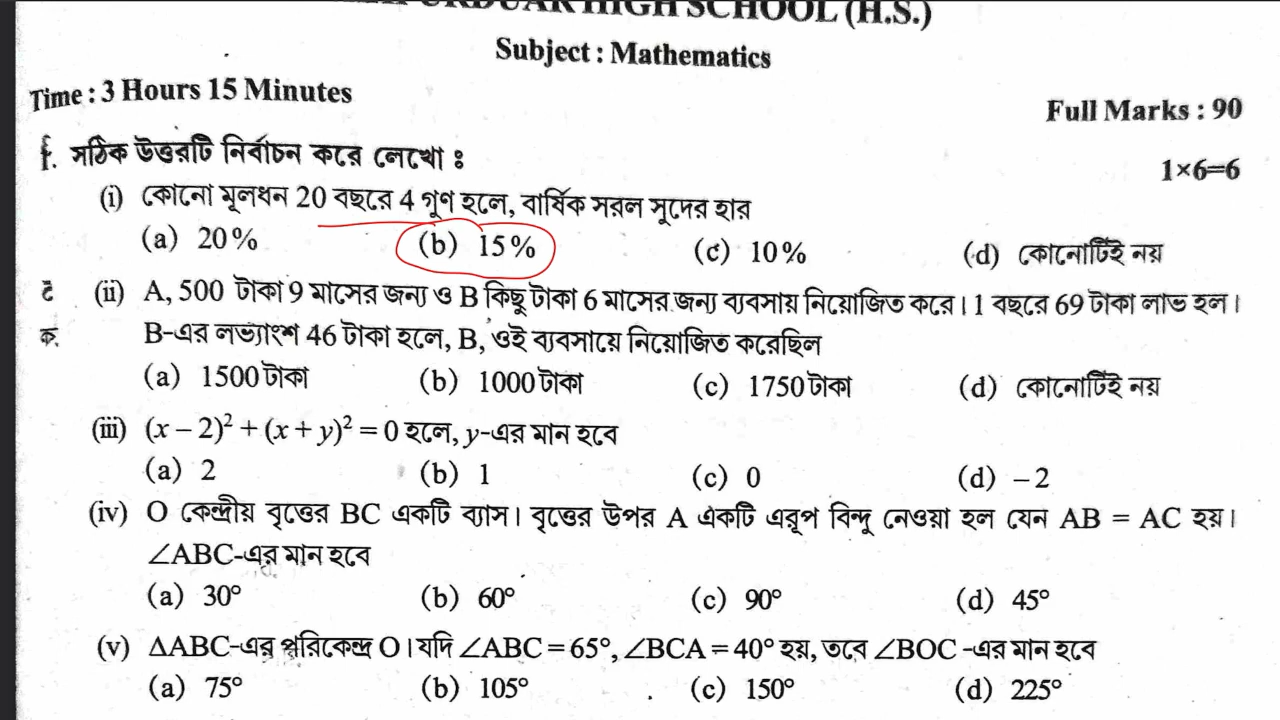 HIGH SCHOOL (H.S.)
Subject : Mathematics
Time : 3 Hours 15 Minutes
Full Marks : 90
সঠিক উত্তরটি নির্বাচন করে লেখো ঃ
1×6=6
(i) কোনো মূলধন 20 বছরে 4 গুণ হলে, বার্ষিক সরল সুদের হার
(a) 20% (b) 15% (c) 10% (d) কোনোটিই নয়
(ii) A, 500 টাকা 9 মাসের জন্য ও B কিছু টাকা 6 মাসের জন্য ব্যবসায় নিয়োজিত করে। 1 বছরে 69 টাকা লাভ হল।
B-এর লভ্যাংশ 46 টাকা হলে, B, ওই ব্যবসায়ে নিয়োজিত করেছিল
(a) 1500 টাকা (b) 1000 টাকা (c) 1750 টাকা (d) কোনোটিই নয়
(iii) (x – 2)² + (x + y)² = 0 হলে, y-এর মান হবে
(a) 2 (b) 1 (c) 0 (d) – 2
(iv) O কেন্দ্রীয় বৃত্তের BC একটি ব্যাস। বৃত্তের উপর A একটি এরূপ বিন্দু নেওয়া হল যেন AB = AC হয়।
∠ABC-এর মান হবে
(a) 30° (b) 60° (c) 90° (d) 45°
(v) ΔABC-এর পরিকেন্দ্র O। যদি ∠ABC = 65°, ∠BCA = 40° হয়, তবে ∠BOC -এর মান হবে
(a) 75° (b) 105° (c) 150° (d) 225°